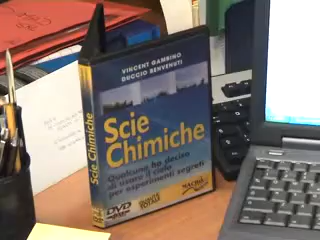 VINCENT GAMBINO
DUCCIO BENVENUTI
Scie
Chimiche
Qualcuno ha deciso
di usare il cielo
per esperimenti segreti
Scie Chimiche
DVD
MACRO